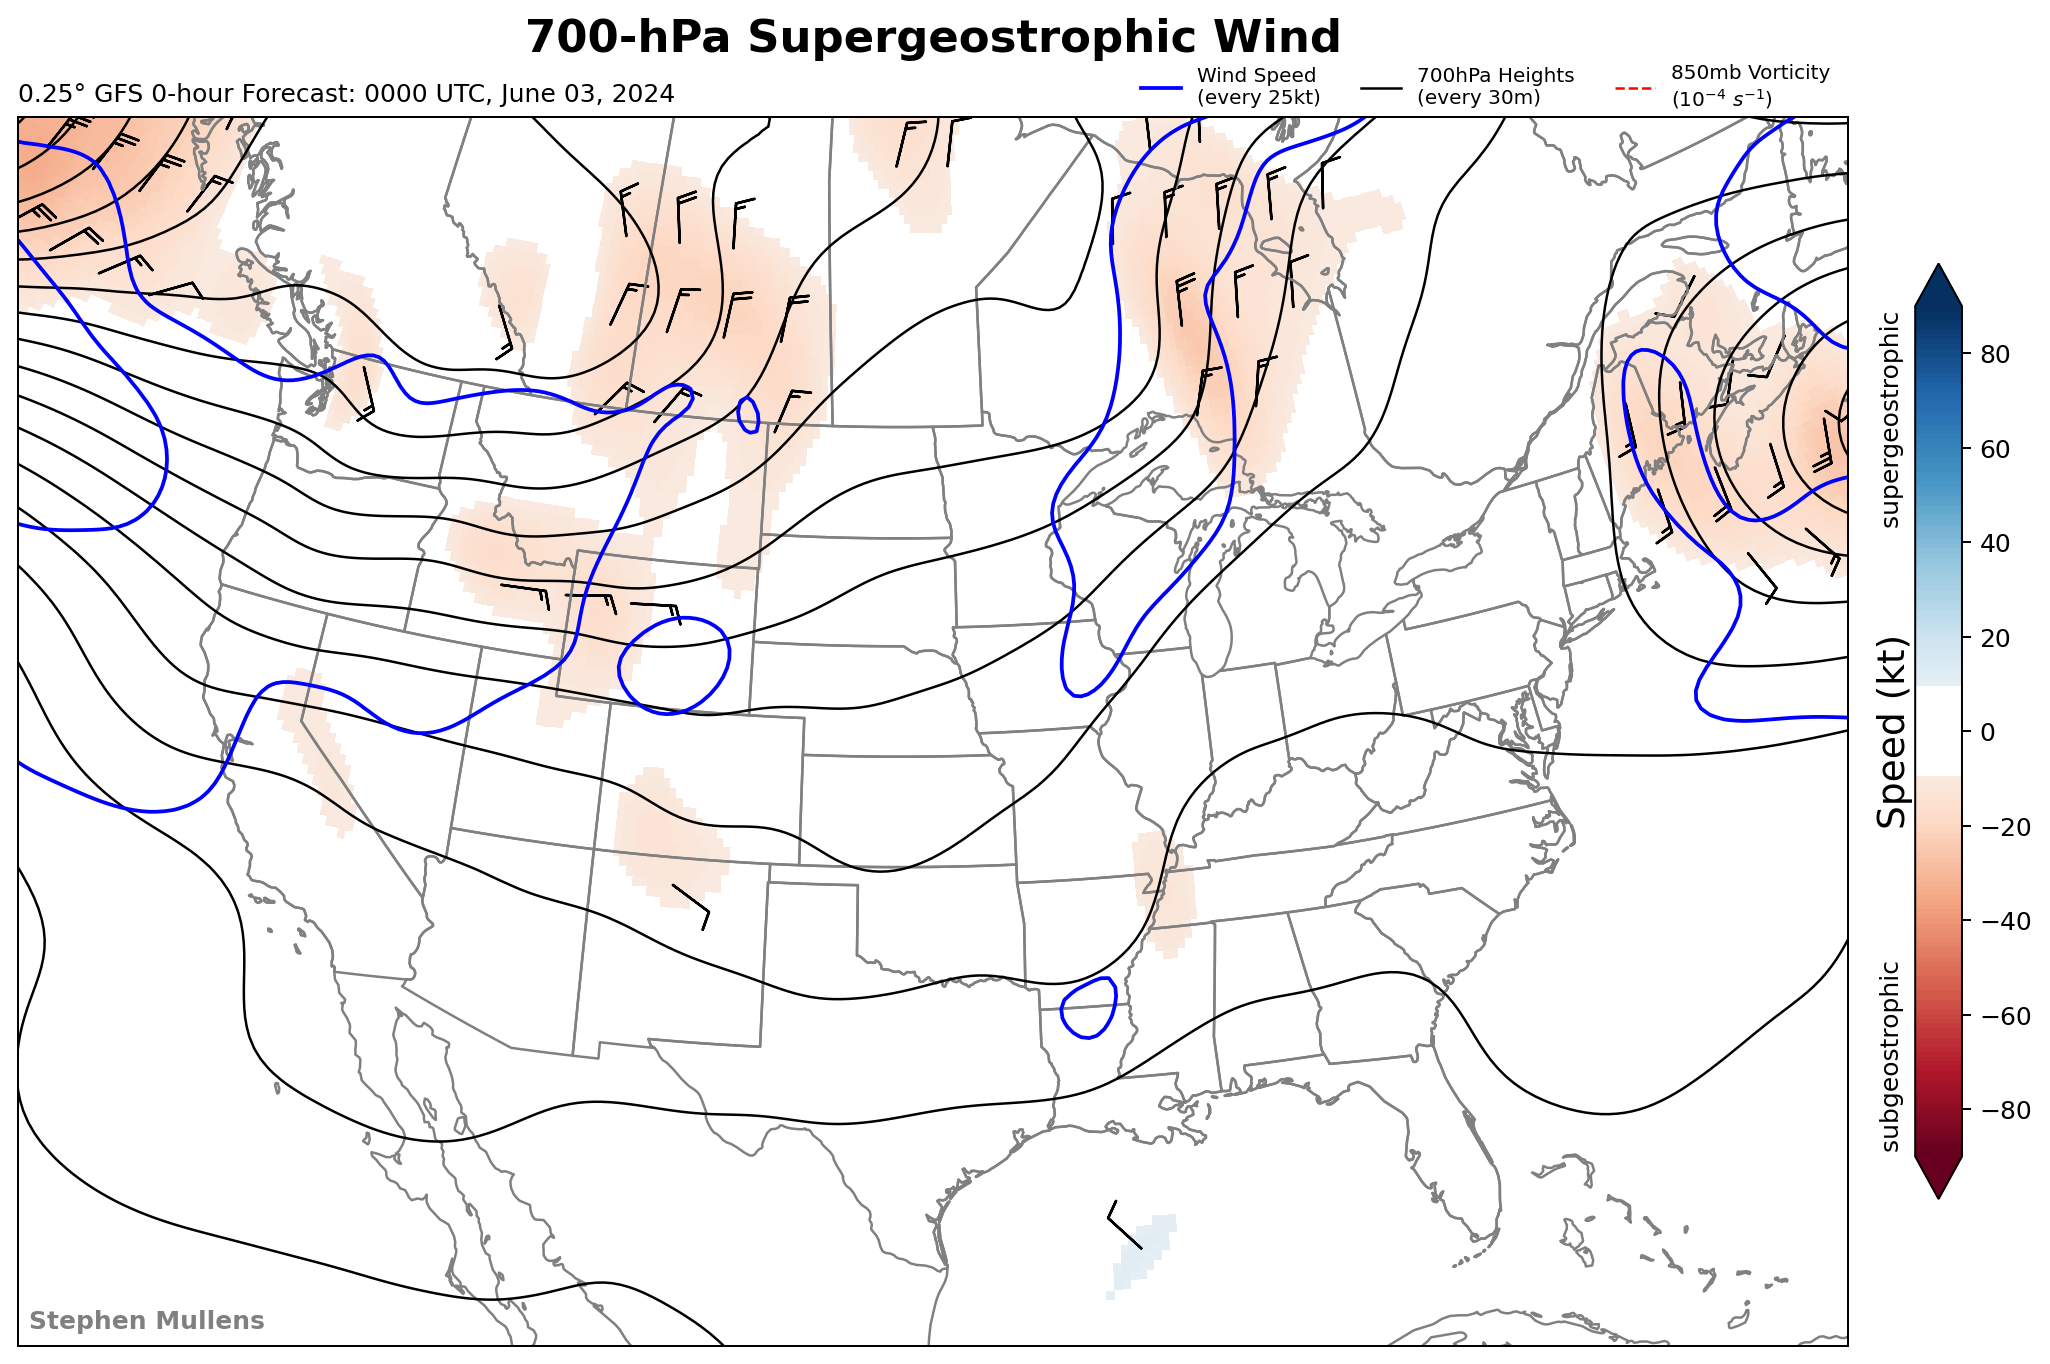 700-hPa Supergeostrophic Wind
0.25° GFS 0-hour Forecast: 0000 UTC, June 03, 2024
Wind Speed
(every 25kt)
700hPa Heights
(every 30m)
850mb Vorticity
(10⁻⁴ s⁻¹)
supergeostrophic
Speed (kt)
subgeostrophic
80
60
40
20
0
−20
−40
−60
−80
Stephen Mullens